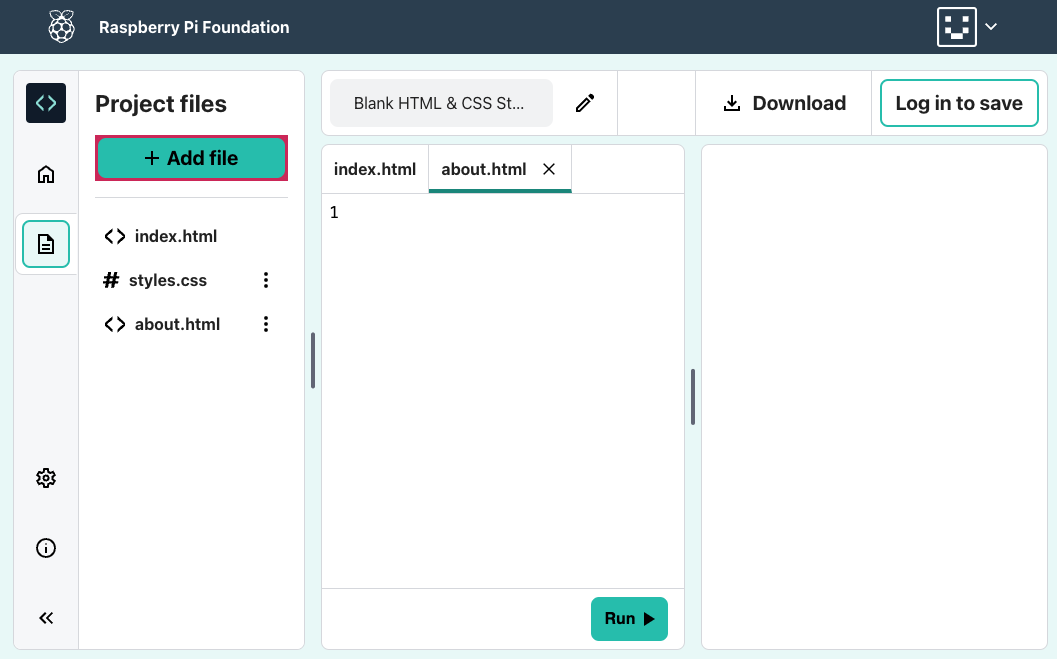 Raspberry Pi Foundation
Project files
Add file
index.html
styles.css
about.html
Blank HTML & CSS St...
Download
Log in to save
index.html
about.html
1
Run